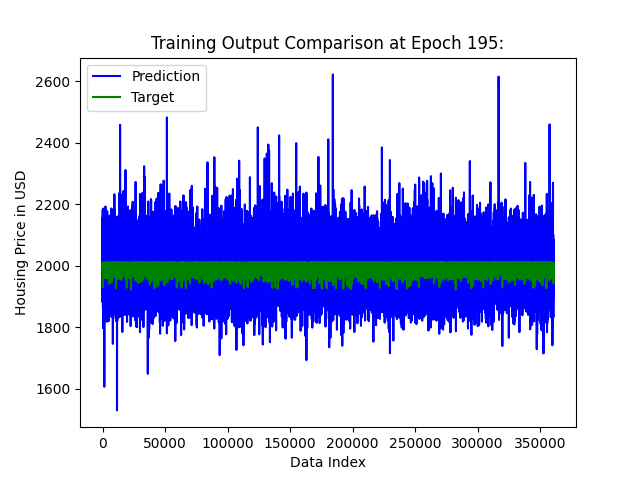 Training Output Comparison at Epoch 195:
Prediction
Target
Housing Price in USD
2600
2400
2200
2000
1800
1600
0 50000 100000 150000 200000 250000 300000 350000
Data Index